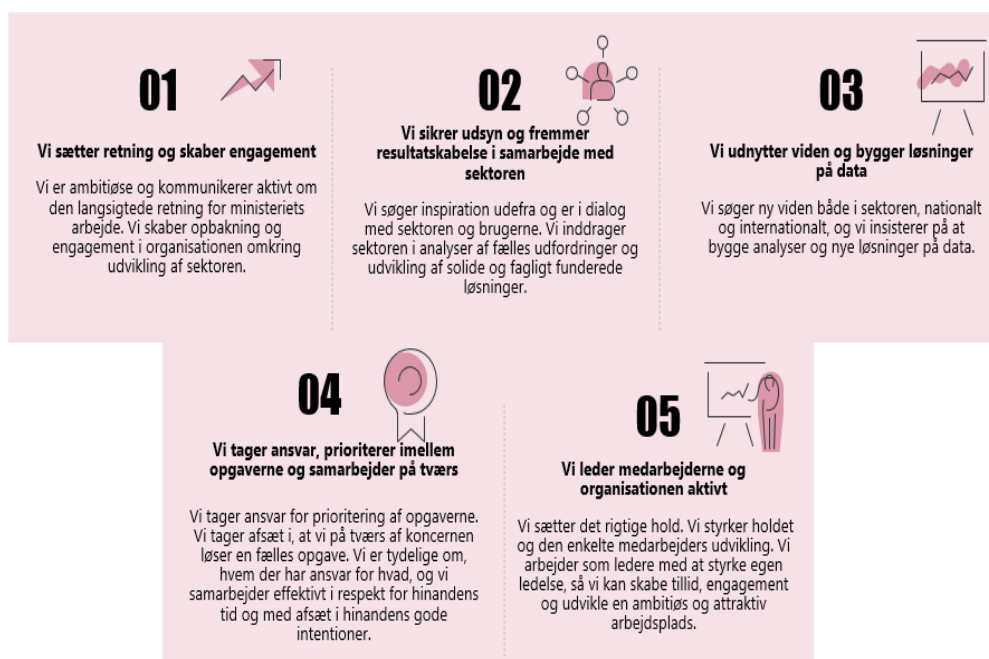 01
Vi sætter retning og skaber engagement
Vi er ambitiøse og kommunikerer aktivt om
den langsigtede retning for ministeriets
arbejde. Vi skaber opbakning og
engagement i organisationen omkring
udvikling af sektoren.
02
Vi sikrer udsyn og fremmer
resultatskabelse i samarbejde med
sektoren
Vi søger inspiration udefra og er i dialog
med sektoren og brugerne. Vi inddrager
sektoren i analyser af fælles udfordringer og
udvikling af solide og fagligt funderede
løsninger.
03
Vi udnytter viden og bygger løsninger
på data
Vi søger ny viden både i sektoren, nationalt
og internationalt, og vi insisterer på at
bygge analyser og nye løsninger på data.
04
Vi tager ansvar, prioriterer imellem
opgaverne og samarbejder på tværs
Vi tager ansvar for prioritering af opgaverne.
Vi tager afsæt i, at vi på tværs af koncernen
løser en fælles opgave. Vi er tydelige om,
hvem der har ansvar for hvad, og vi
samarbejder effektivt i respekt for hinandens
tid og med afsæt i hinandens gode
intentioner.
05
Vi leder medarbejderne og
organisationen aktivt
Vi sætter det rigtige hold. Vi styrker holdet
og den enkelte medarbejders udvikling. Vi
arbejder som ledere med at styrke egen
ledelse, så vi kan skabe tillid, engagement
og udvikle en ambitiøs og attraktiv
arbejdsplads.